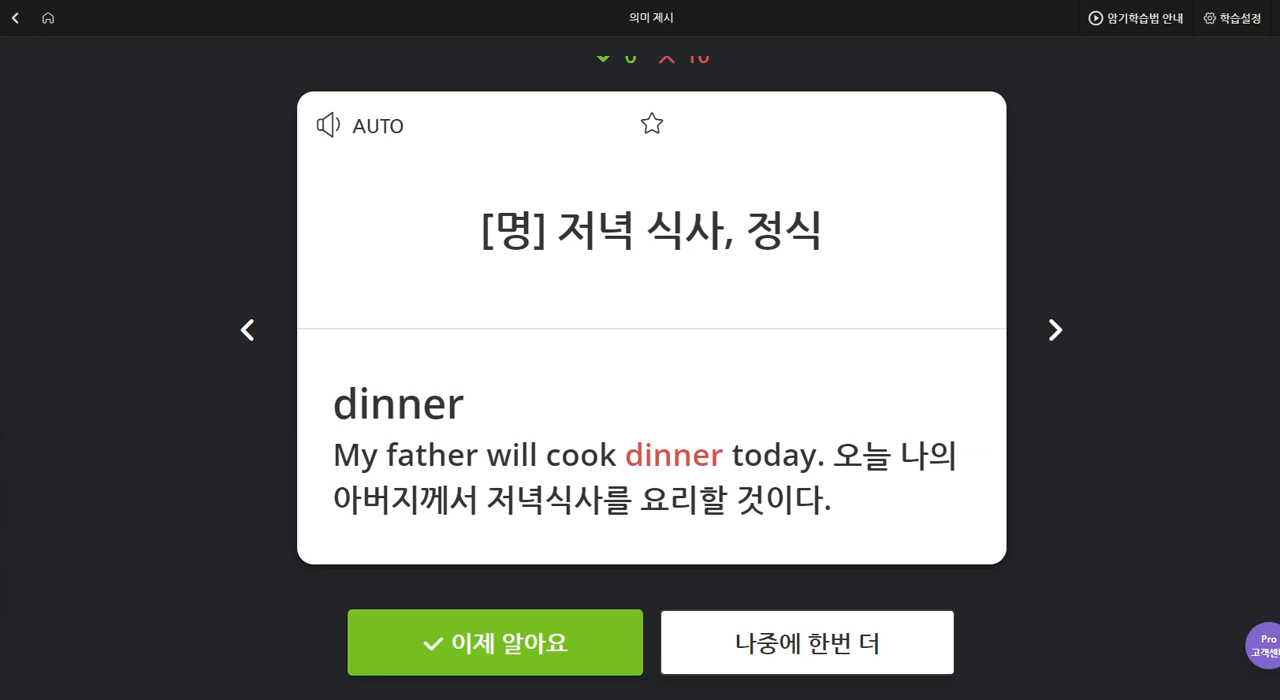 의미 제시
암기학습법 안내
학습설정
AUTO
[명] 저녁 식사, 정식
dinner
My father will cook dinner today. 오늘 나의
아버지께서 저녁식사를 요리할 것이다.
이제 알아요
나중에 한번 더
Pro